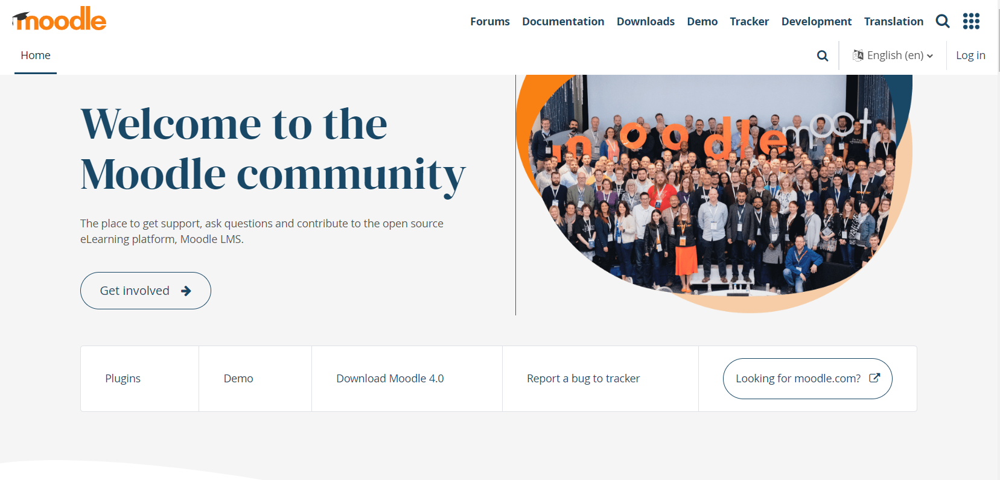 moodle
Forums Documentation Downloads Demo Tracker Development Translation
Home
English (en)
Log in
moodlemoot
Welcome to the
Moodle community
The place to get support, ask questions and contribute to the open source
eLearning platform, Moodle LMS.
Get involved
Plugins
Demo
Download Moodle 4.0
Report a bug to tracker
Looking for moodle.com?